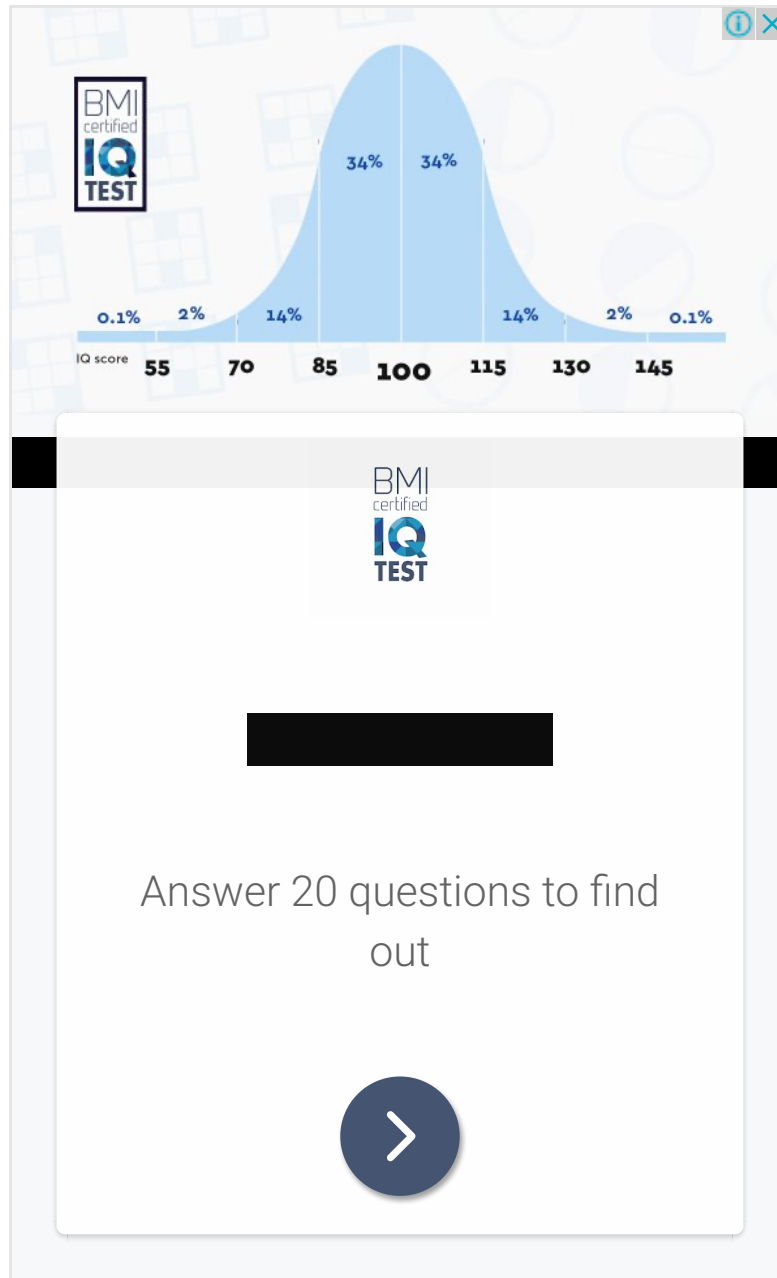 BMI
certified
IQ
TEST
34% 34%
0.1% 2% 14% 14% 2% 0.1%
IQ score 55 70 85 100 115 130 145
BMI
certified
IQ
TEST
Answer 20 questions to find
out